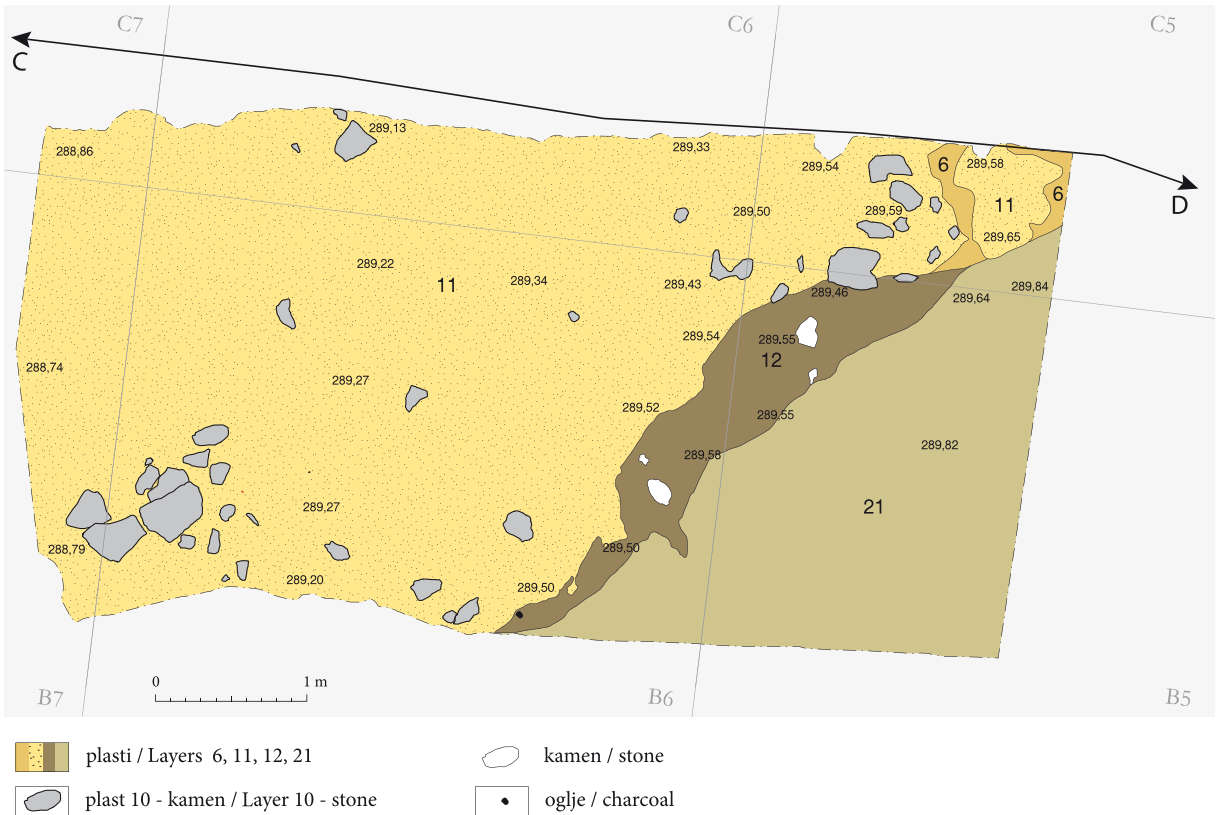 C7
C6
C5
C
289,13
288,86
289,33
289,54
6
289,58
6
D
289,50
289,59
11
289,65
289,22
11
289,34
289,43
289,46
289,64
289,84
289,54
289,55
12
288,74
289,27
289,52
289,55
289,58
289,82
289,27
21
288,79
289,50
289,20
289,50
0
1 m
B7
B6
B5
plasti / Layers 6, 11, 12, 21
kamen / stone
plast 10 - kamen / Layer 10 - stone
oglje / charcoal